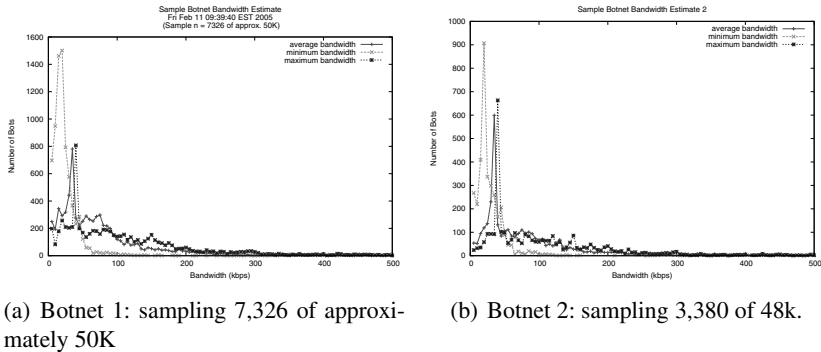 Sample Botnet Bandwidth Estimate
Fri Feb 11 09:39:40 EST 2005
(Sample n = 7326 of approx. 50K)
1600
1400
1200
1000
800
600
400
200
0
Number of Bots
average bandwidth
minimum bandwidth
maximum bandwidth
0 100 200 300 400 500
Bandwidth (kbps)
(a) Botnet 1: sampling 7,326 of approxi-
mately 50K
Sample Botnet Bandwidth Estimate 2
1000
900
800
700
600
500
400
300
200
100
0
Number of Bots
average bandwidth
minimum bandwidth
maximum bandwidth
0 100 200 300 400 500
Bandwidth (kbps)
(b) Botnet 2: sampling 3,380 of 48k.